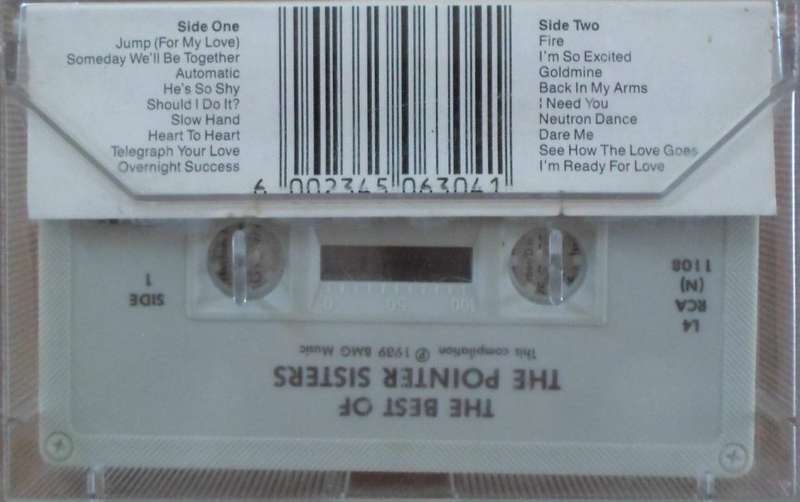 Side One
Jump (For My Love)
Someday We'll Be Together
Automatic
He's So Shy
Should I Do It?
Slow Hand
Heart To Heart
Telegraph Your Love
Overnight Success
Side Two
Fire
I'm So Excited
Goldmine
Back In My Arms
I Need You
Neutron Dance
Dare Me
See How The Love Goes
I'm Ready For Love
6 002345 063041
THE BEST OF
THE POINTER SISTERS
This compilation ℗ 1989 BMG Music
L4
RCA
(N)
1108
SIDE
1
100 50 0